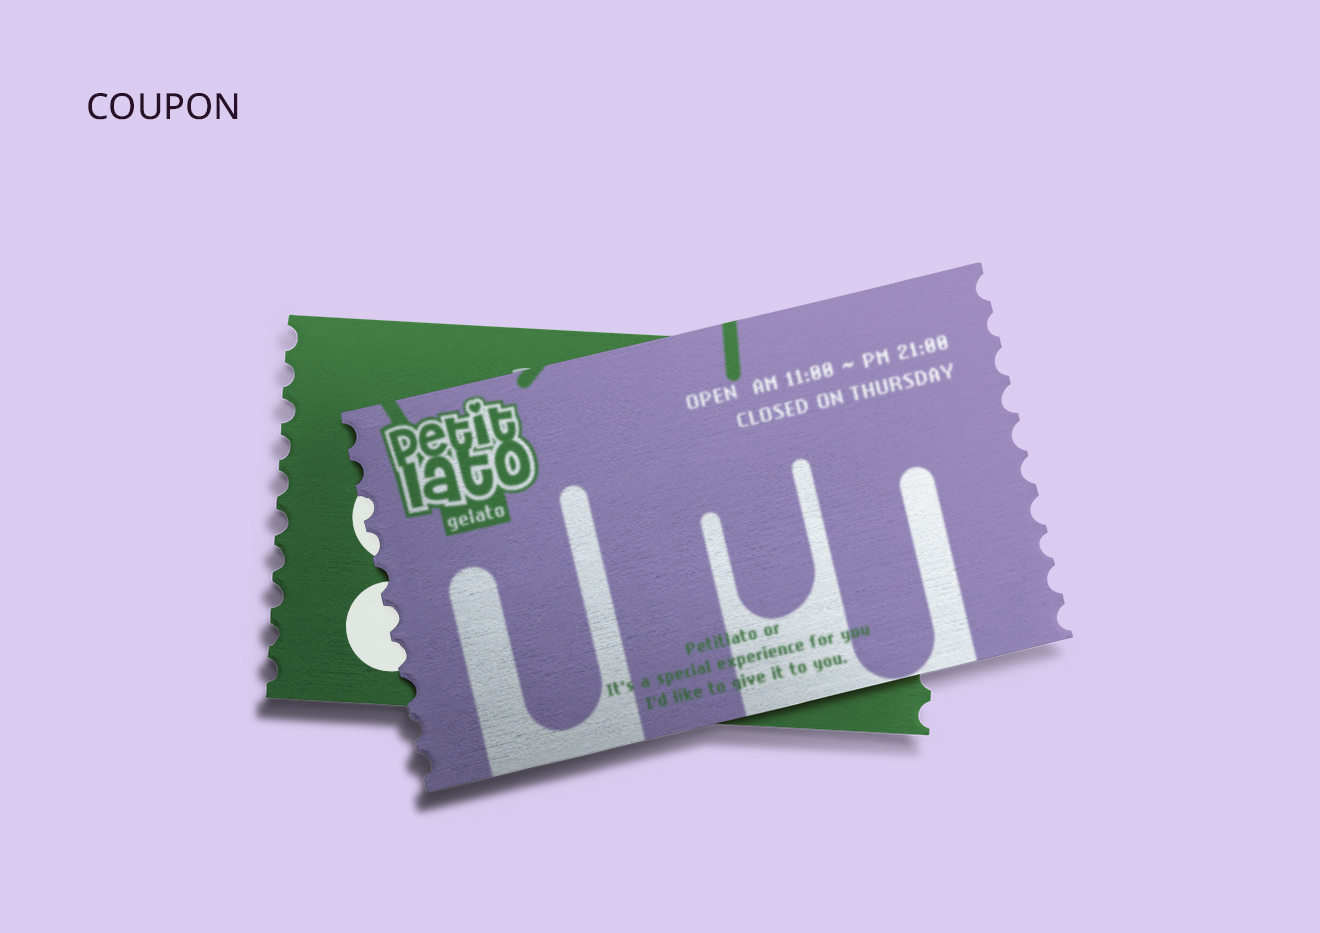 COUPON
OPEN AM 11:00 ~ PM 21:00
CLOSED ON THURSDAY
Petit
lato
gelato
Petitlato or
It's a special experience for you
I'd like to give it to you.